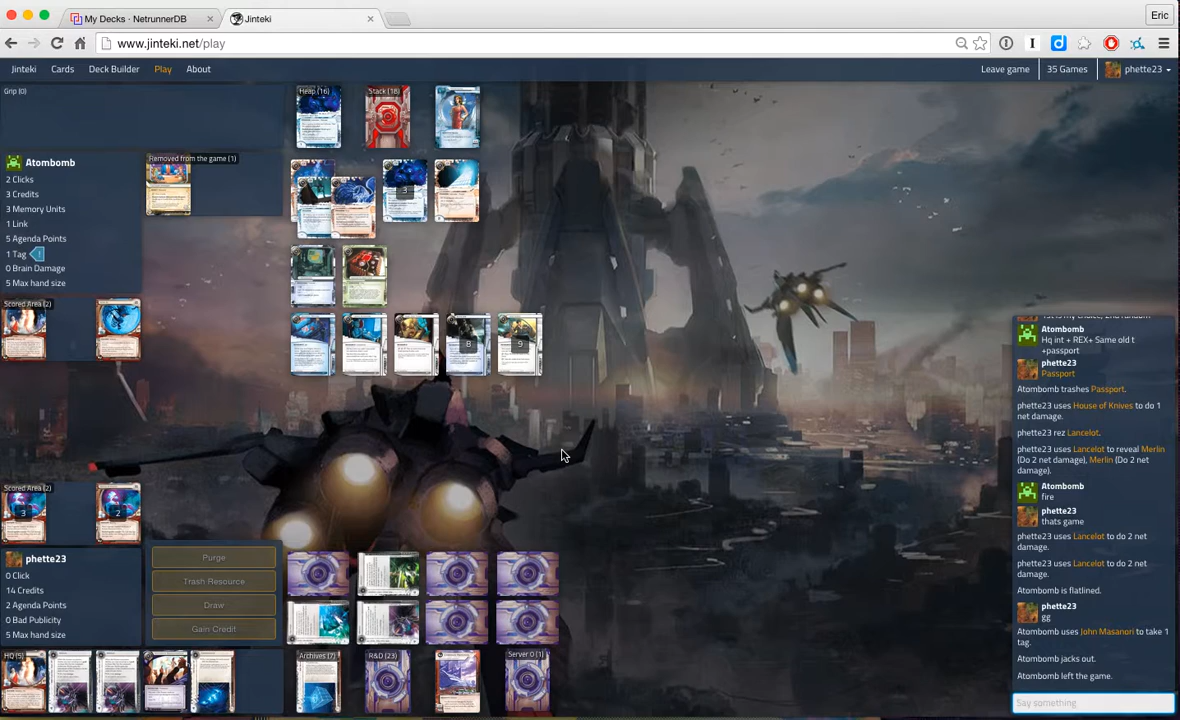 My Decks · NetrunnerDB
Jinteki
Eric
www.jinteki.net/play
Jinteki
Cards
Deck Builder
Play
About
Leave game
35 Games
phette23
Grip (0)
Heap (16)
Stack (18)
Atombomb
2 Clicks
3 Credits
3 Memory Units
1 Link
5 Agenda Points
1 Tag !
0 Brain Damage
5 Max hand size
Removed from the game (1)
3
8
9
Scored Area (2)
Scored Area (2)
3
2
phette23
0 Click
14 Credits
2 Agenda Points
0 Bad Publicity
5 Max hand size
Purge
Trash Resource
Draw
Gain Credit
HQ (5)
Archives (7)
R&D (23)
Server 0 (1)
Atombomb
Hq int + REX+ Same old t
+passport
phette23
Passport
Atombomb trashes Passport.
phette23 uses House of Knives to do 1
net damage.
phette23 rez Lancelot.
phette23 uses Lancelot to reveal Merlin
(Do 2 net damage), Merlin (Do 2 net
damage).
Atombomb
fire
phette23
thats game
phette23 uses Lancelot to do 2 net
damage.
phette23 uses Lancelot to do 2 net
damage.
Atombomb is flatlined.
phette23
gg
Atombomb uses John Masanori to take 1
tag.
Atombomb jacks out.
Atombomb left the game.
Say something